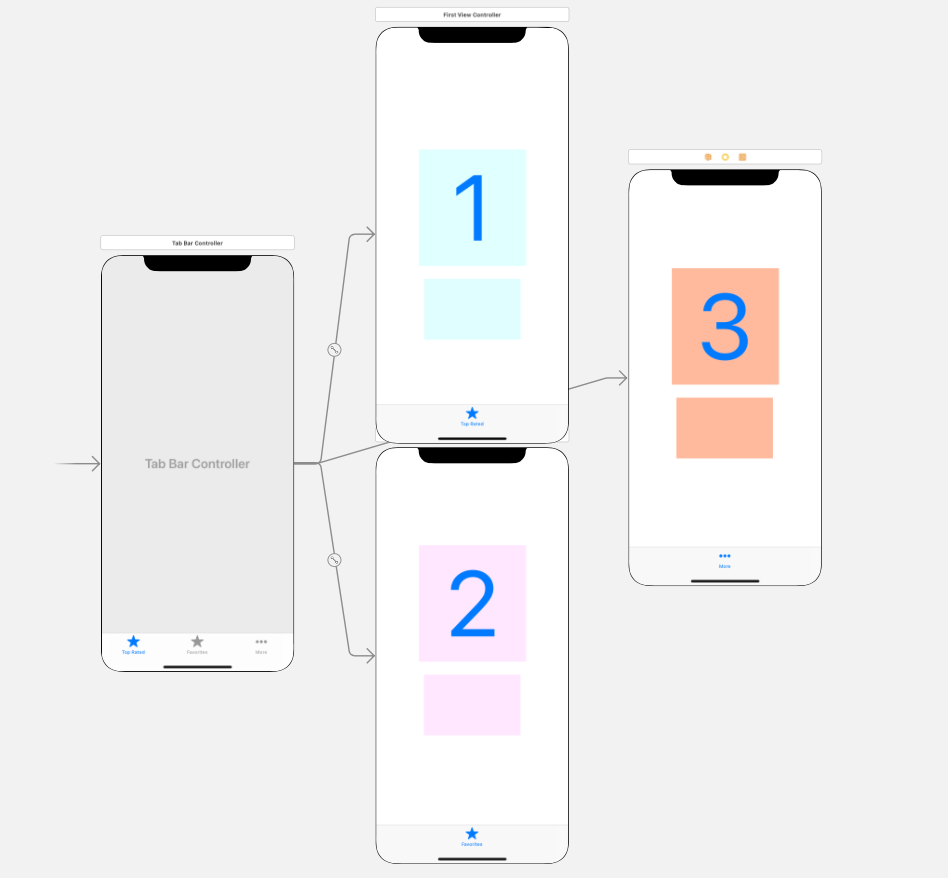 First View Controller
1
Top Rated
Tab Bar Controller
Tab Bar Controller
Top Rated
Favorites
More
2
Favorites
3
More